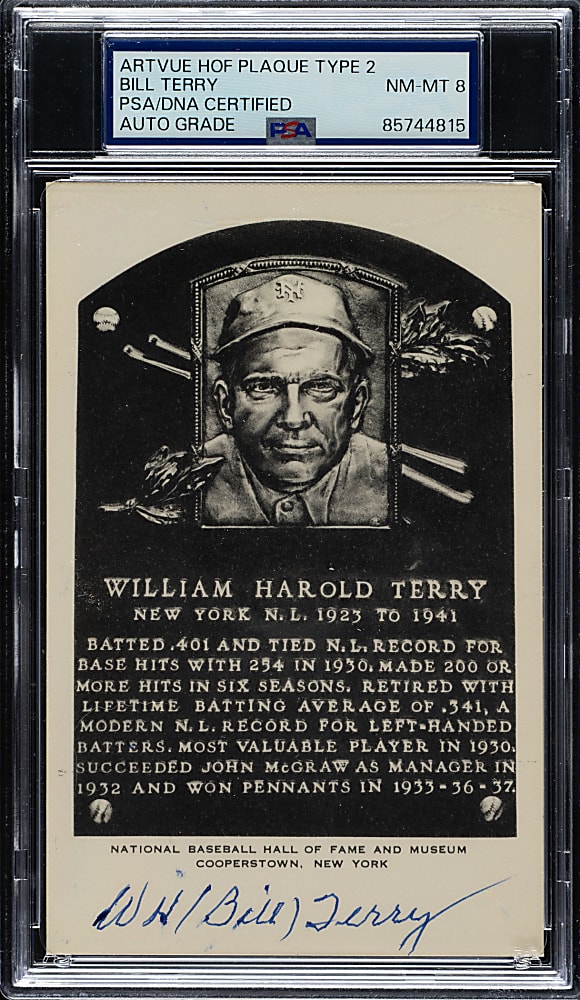 ARTVUE HOF PLAQUE TYPE 2
BILL TERRY NM-MT 8
PSA/DNA CERTIFIED
AUTO GRADE PSA 85744815
NY
WILLIAM HAROLD TERRY
NEW YORK N.L. 1923 TO 1941
BATTED .401 AND TIED N.L. RECORD FOR
BASE HITS WITH 254 IN 1930. MADE 200 OR
MORE HITS IN SIX SEASONS. RETIRED WITH
LIFETIME BATTING AVERAGE OF .341, A
MODERN N.L. RECORD FOR LEFT-HANDED
BATTERS. MOST VALUABLE PLAYER IN 1930.
SUCCEEDED JOHN McGRAW AS MANAGER IN
1932 AND WON PENNANTS IN 1933-36-37.
NATIONAL BASEBALL HALL OF FAME AND MUSEUM
COOPERSTOWN, NEW YORK
WH (Bill) Terry